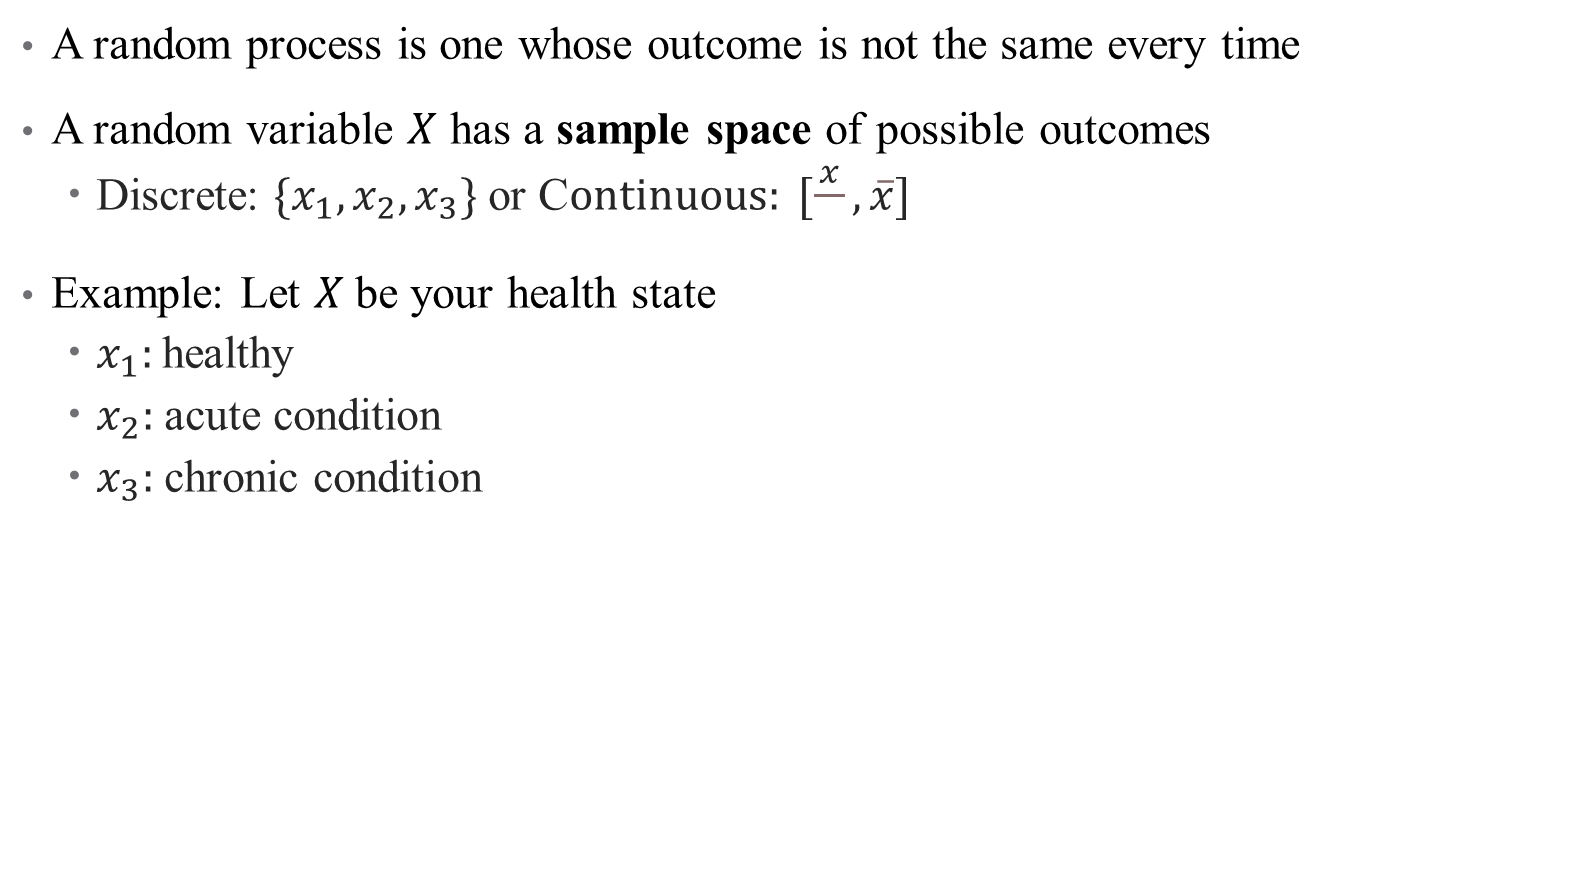 • A random process is one whose outcome is not the same every time
• A random variable X has a sample space of possible outcomes
• Discrete: {x₁, x₂, x₃} or Continuous: [x̲, x̄]
• Example: Let X be your health state
• x₁: healthy
• x₂: acute condition
• x₃: chronic condition